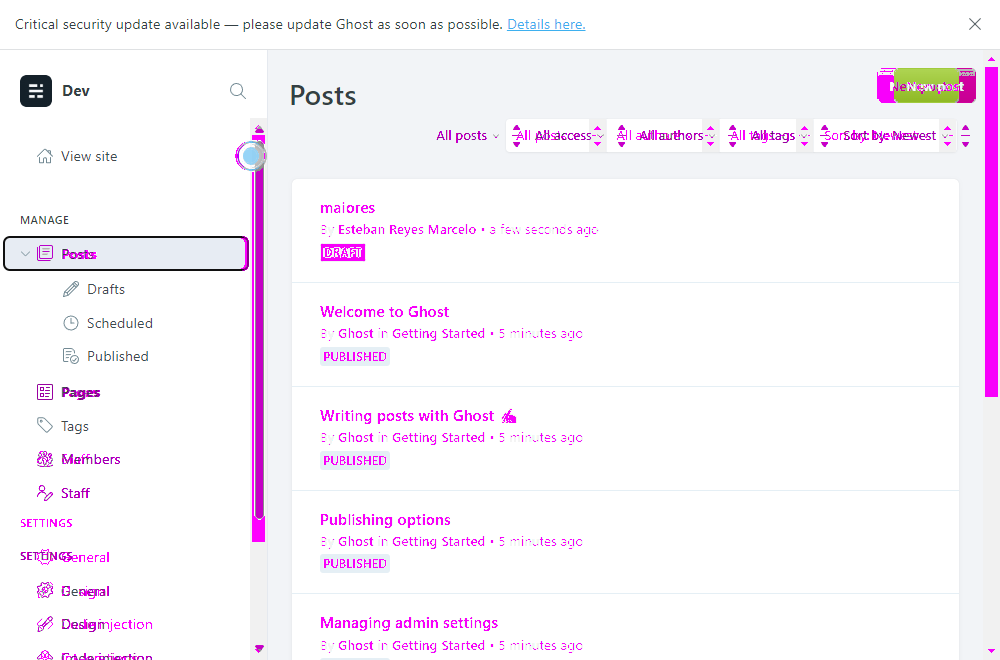 Critical security update available — please update Ghost as soon as possible. Details here.
Dev
View site
MANAGE
Posts
Drafts
Scheduled
Published
Pages
Tags
Members
Staff
SETTINGS
SETTINGS
General
General
Posts
New post
All posts
All access
All authors
All tags
Sort by: Newest
maiores
By Esteban Reyes Marcelo • a few seconds ago
DRAFT
Welcome to Ghost
By Ghost in Getting Started • 5 minutes ago
PUBLISHED
Writing posts with Ghost ✍
By Ghost in Getting Started • 5 minutes ago
PUBLISHED
Publishing options
By Ghost in Getting Started • 5 minutes ago
PUBLISHED
Managing admin settings
By Ghost in Getting Started • 5 minutes ago